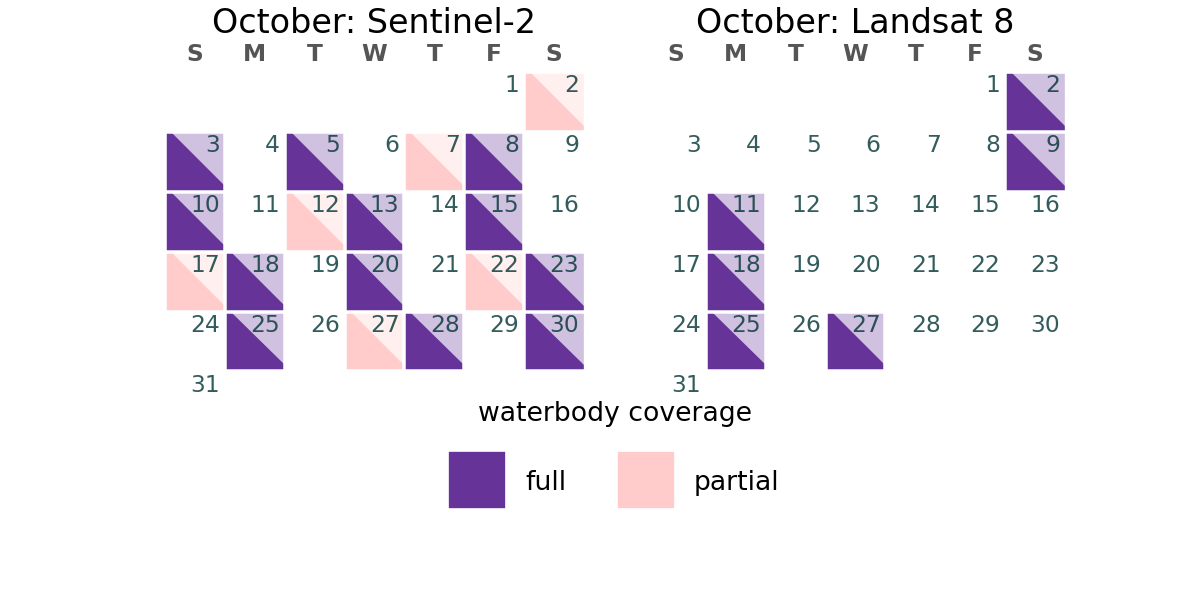 October: Sentinel-2
S M T W T F S
1 2
3 4 5 6 7 8 9
10 11 12 13 14 15 16
17 18 19 20 21 22 23
24 25 26 27 28 29 30
31
October: Landsat 8
S M T W T F S
1 2
3 4 5 6 7 8 9
10 11 12 13 14 15 16
17 18 19 20 21 22 23
24 25 26 27 28 29 30
31
waterbody coverage
full partial